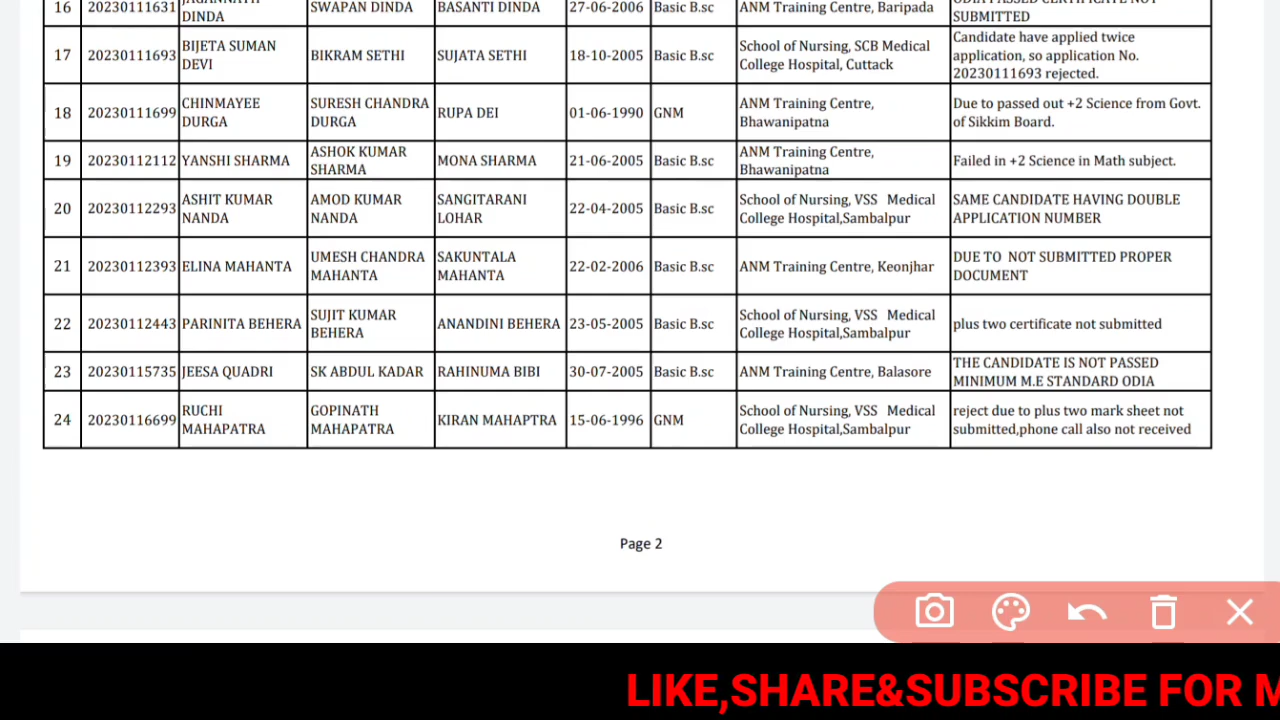 16 20230111631 JAGANNATH DINDA SWAPAN DINDA BASANTI DINDA 27-06-2006 Basic B.sc ANM Training Centre, Baripada ODIA PASSED CERTIFICATE NOT SUBMITTED
17 20230111693 BIJETA SUMAN DEVI BIKRAM SETHI SUJATA SETHI 18-10-2005 Basic B.sc School of Nursing, SCB Medical College Hospital, Cuttack Candidate have applied twice application, so application No. 20230111693 rejected.
18 20230111699 CHINMAYEE DURGA SURESH CHANDRA DURGA RUPA DEI 01-06-1990 GNM ANM Training Centre, Bhawanipatna Due to passed out +2 Science from Govt. of Sikkim Board.
19 20230112112 YANSHI SHARMA ASHOK KUMAR SHARMA MONA SHARMA 21-06-2005 Basic B.sc ANM Training Centre, Bhawanipatna Failed in +2 Science in Math subject.
20 20230112293 ASHIT KUMAR NANDA AMOD KUMAR NANDA SANGITARANI LOHAR 22-04-2005 Basic B.sc School of Nursing, VSS Medical College Hospital,Sambalpur SAME CANDIDATE HAVING DOUBLE APPLICATION NUMBER
21 20230112393 ELINA MAHANTA UMESH CHANDRA MAHANTA SAKUNTALA MAHANTA 22-02-2006 Basic B.sc ANM Training Centre, Keonjhar DUE TO NOT SUBMITTED PROPER DOCUMENT
22 20230112443 PARINITA BEHERA SUJIT KUMAR BEHERA ANANDINI BEHERA 23-05-2005 Basic B.sc School of Nursing, VSS Medical College Hospital,Sambalpur plus two certificate not submitted
23 20230115735 JEESA QUADRI SK ABDUL KADAR RAHINUMA BIBI 30-07-2005 Basic B.sc ANM Training Centre, Balasore THE CANDIDATE IS NOT PASSED MINIMUM M.E STANDARD ODIA
24 20230116699 RUCHI MAHAPATRA GOPINATH MAHAPATRA KIRAN MAHAPTRA 15-06-1996 GNM School of Nursing, VSS Medical College Hospital,Sambalpur reject due to plus two mark sheet not submitted,phone call also not received
Page 2
LIKE,SHARE&SUBSCRIBE FOR